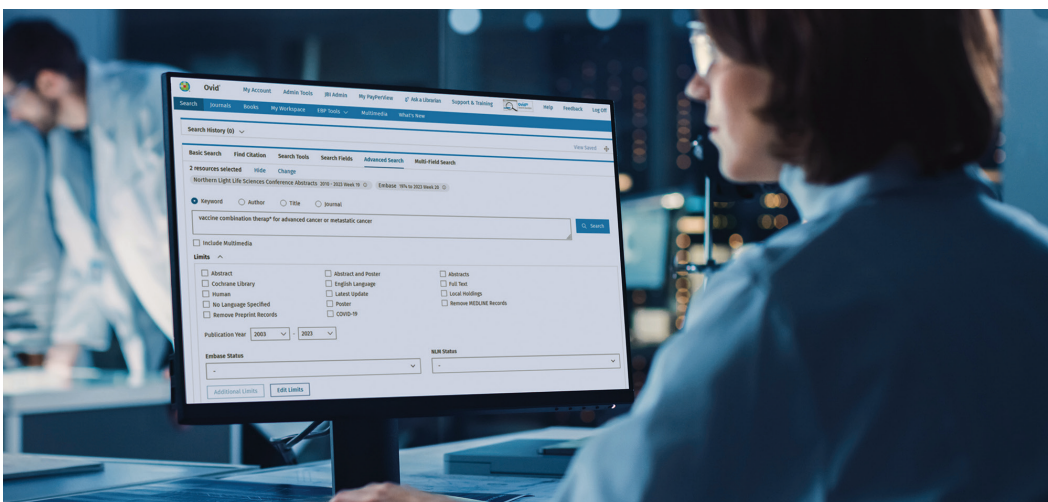 Ovid® My Account Admin Tools JBI Admin My PayPerView Ask a Librarian Support & Training Help Feedback Log Off
Search Journals Books My Workspace EBP Tools Multimedia What's New
Search History (0) View Saved
Basic Search Find Citation Search Tools Search Fields Advanced Search Multi-Field Search
2 resources selected Hide Change
Northern Light Life Sciences Conference Abstracts 2010 - 2023 Week 19 Embase 1974 to 2023 Week 20
Keyword Author Title Journal
vaccine combination therap* for advanced cancer or metastatic cancer
Search
Include Multimedia
Limits
Abstract Abstract and Poster Abstracts
Cochrane Library English Language Full Text
Human Latest Update Local Holdings
No Language Specified Poster Remove MEDLINE Records
Remove Preprint Records COVID-19
Publication Year 2003 - 2023
Embase Status NLM Status
- -
Additional Limits Edit Limits